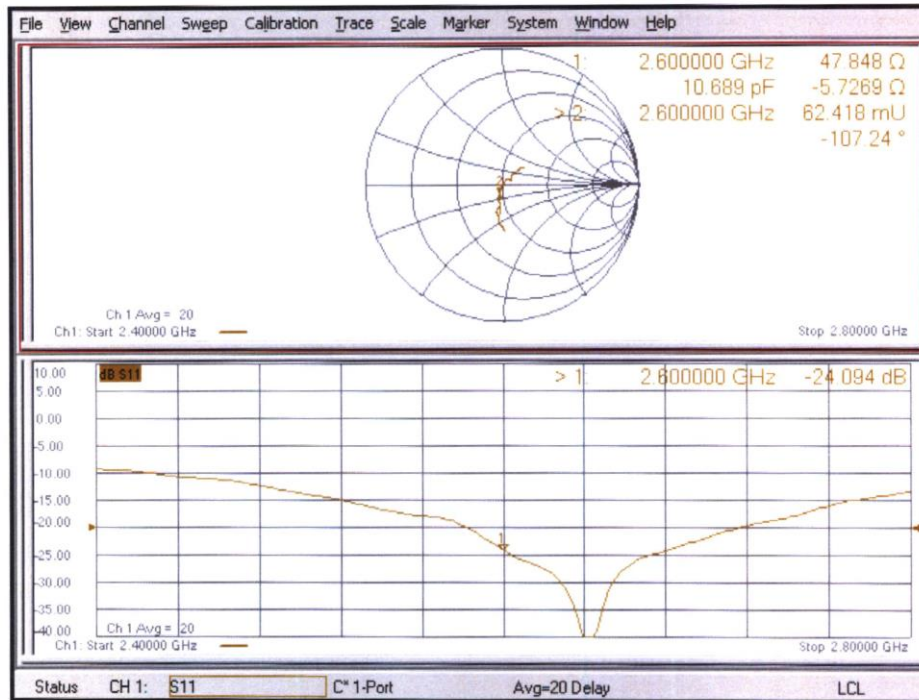 File View Channel Sweep Calibration Trace Scale Marker System Window Help
1: 2.600000 GHz 47.848 Ω
10.689 pF -5.7269 Ω
> 2: 2.600000 GHz 62.418 mU
-107.24 °
Ch 1 Avg = 20
Ch1: Start 2.40000 GHz
Stop 2.80000 GHz
10.00
dB S11
> 1: 2.600000 GHz -24.094 dB
5.00
0.00
-5.00
-10.00
-15.00
-20.00
1
-25.00
-30.00
-35.00
-40.00
Ch 1 Avg = 20
Ch1: Start 2.40000 GHz
Stop 2.80000 GHz
Status CH 1: S11 C* 1-Port Avg=20 Delay LCL